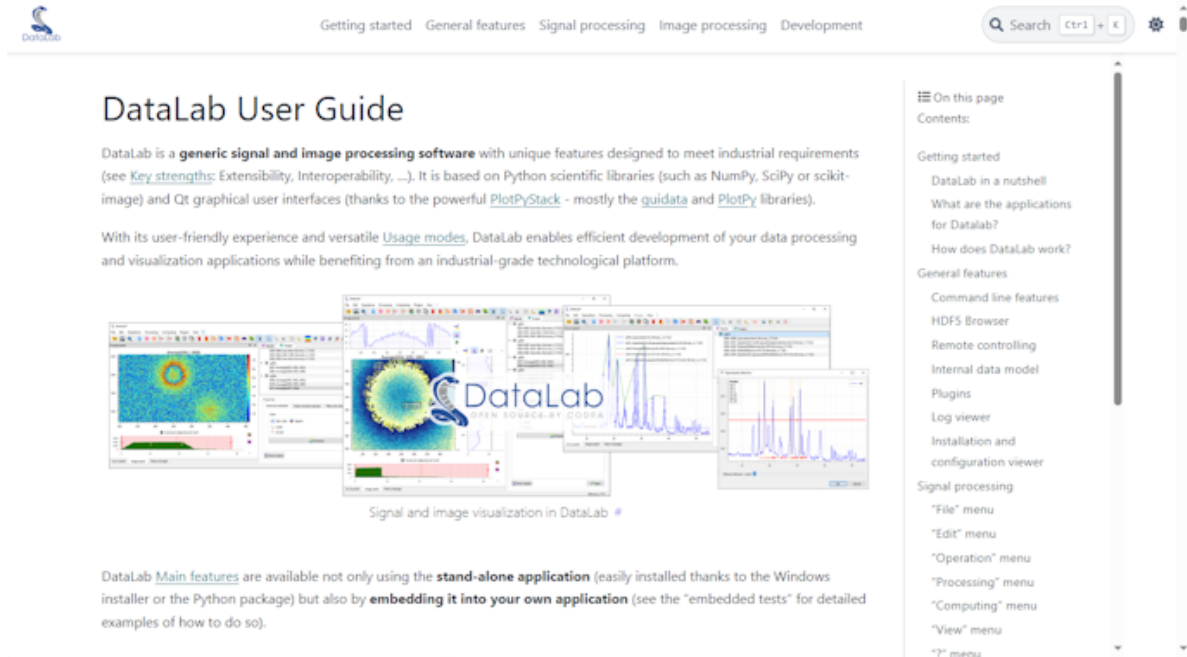 DataLab
Getting started
General features
Signal processing
Image processing
Development
Search Ctrl + K
DataLab User Guide
DataLab is a generic signal and image processing software with unique features designed to meet industrial requirements
(see Key strengths: Extensibility, Interoperability, ...). It is based on Python scientific libraries (such as NumPy, SciPy or scikit-
image) and Qt graphical user interfaces (thanks to the powerful PlotPyStack - mostly the guidata and PlotPy libraries).
With its user-friendly experience and versatile Usage modes, DataLab enables efficient development of your data processing
and visualization applications while benefiting from an industrial-grade technological platform.
DataLab
OPEN SOURCE BY CODRA
Signal and image visualization in DataLab #
DataLab Main features are available not only using the stand-alone application (easily installed thanks to the Windows
installer or the Python package) but also by embedding it into your own application (see the "embedded tests" for detailed
examples of how to do so).
On this page
Contents:
Getting started
DataLab in a nutshell
What are the applications
for Datalab?
How does DataLab work?
General features
Command line features
HDF5 Browser
Remote controlling
Internal data model
Plugins
Log viewer
Installation and
configuration viewer
Signal processing
"File" menu
"Edit" menu
"Operation" menu
"Processing" menu
"Computing" menu
"View" menu
"?" menu